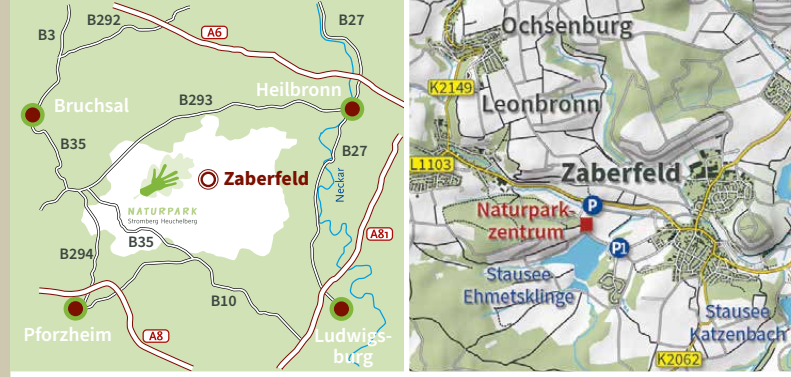 B3
B292
A6
B27
Bruchsal
B293
Heilbronn
B35
B27
Neckar
Zaberfeld
NATURPARK
Stromberg Heuchelberg
A81
B35
B294
B10
Pforzheim
A8
Ludwigs-
burg
Ochsenburg
K2149
Leonbronn
L1103
Zaberfeld
P
Naturpark-
zentrum
P1
Stausee
Ehmetsklinge
Stausee
Katzenbach
K2062